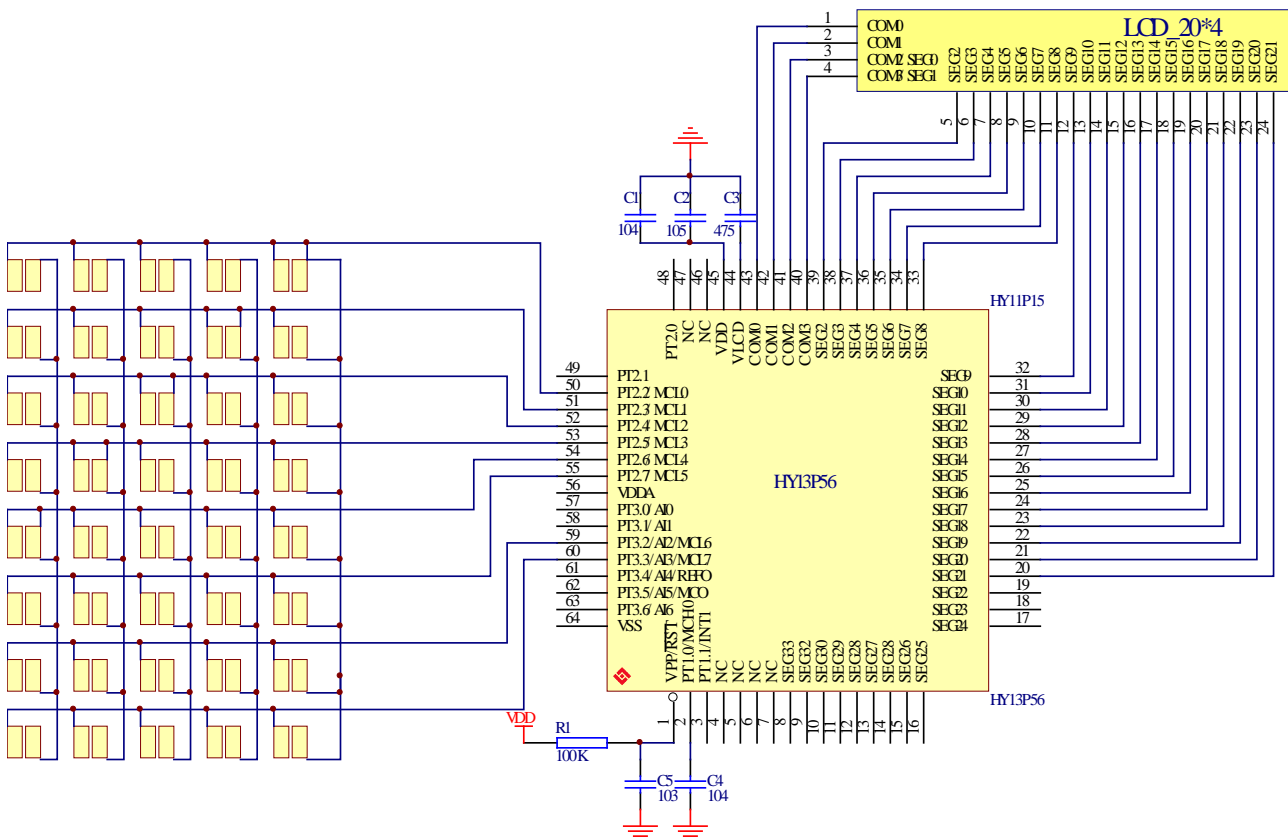 LCD_20*4
1 COM0
2 COM1
3 COM2/ SEG0
4 COM3/ SEG1
SEG2 SEG3 SEG4 SEG5 SEG6 SEG7 SEG8 SEG9 SEG10 SEG11 SEG12 SEG13 SEG14 SEG15 SEG16 SEG17 SEG18 SEG19 SEG20 SEG21
5 6 7 8 9 10 11 12 13 14 15 16 17 18 19 20 21 22 23 24
C1 C2 C3
104 105 475
48 47 46 45 44 43 42 41 40 39 38 37 36 35 34 33
HY11P15
PT2.0 NC NC VDD VLCD COM0 COM1 COM2 COM3 SEG2 SEG3 SEG4 SEG5 SEG6 SEG7 SEG8
49 PT2.1
50 PT2.2/ MCL0
51 PT2.3/ MCL1
52 PT2.4/ MCL2
53 PT2.5/ MCL3
54 PT2.6/ MCL4
55 PT2.7/ MCL5
56 VDDA
57 PT3.0/ AI0
58 PT3.1/ AI1
59 PT3.2/AI2/MCL6
60 PT3.3/AI3/MCL7
61 PT3.4/AI4/REFO
62 PT3.5/AI5/MCO
63 PT3.6/ AI6
64 VSS
HY13P56
SEG9 32
SEG10 31
SEG11 30
SEG12 29
SEG13 28
SEG14 27
SEG15 26
SEG16 25
SEG17 24
SEG18 23
SEG19 22
SEG20 21
SEG21 20
SEG22 19
SEG23 18
SEG24 17
VPP/RST PT1.0/MCH0 PT1.1/INT1 NC NC NC NC SEG33 SEG32 SEG30 SEG29 SEG28 SEG27 SEG28 SEG26 SEG25
HY13P56
1 2 3 4 5 6 7 8 9 10 11 12 13 14 15 16
VDD
R1
100K
C5 C4
103 104